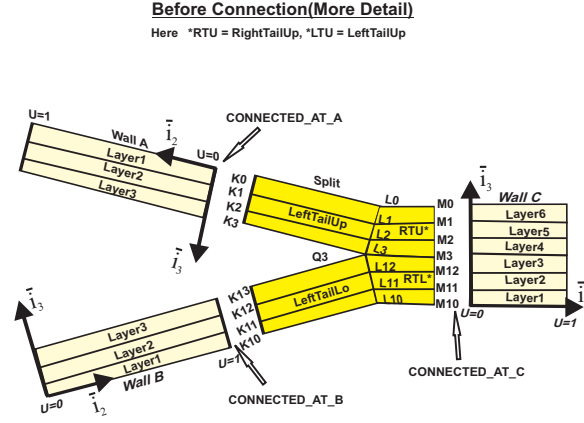 Before Connection(More Detail)
Here *RTU = RightTailUp, *LTU = LeftTailUp
U=1
Wall A
i2
U=0
CONNECTED_AT_A
Layer1
Layer2
Layer3
i3
K0
K1
K2
K3
Split
LeftTailUp
Q3
L0
L1
L2
L3
RTU*
M0
M1
M2
M3
M12
M11
M10
L12
L11
L10
RTL*
K13
K12
K11
K10
LeftTailLo
i3
Wall C
Layer6
Layer5
Layer4
Layer3
Layer2
Layer1
i
U=0
U=1
i3
Layer3
Layer2
Layer1
Wall B
U=0
i2
U=1
CONNECTED_AT_B
CONNECTED_AT_C